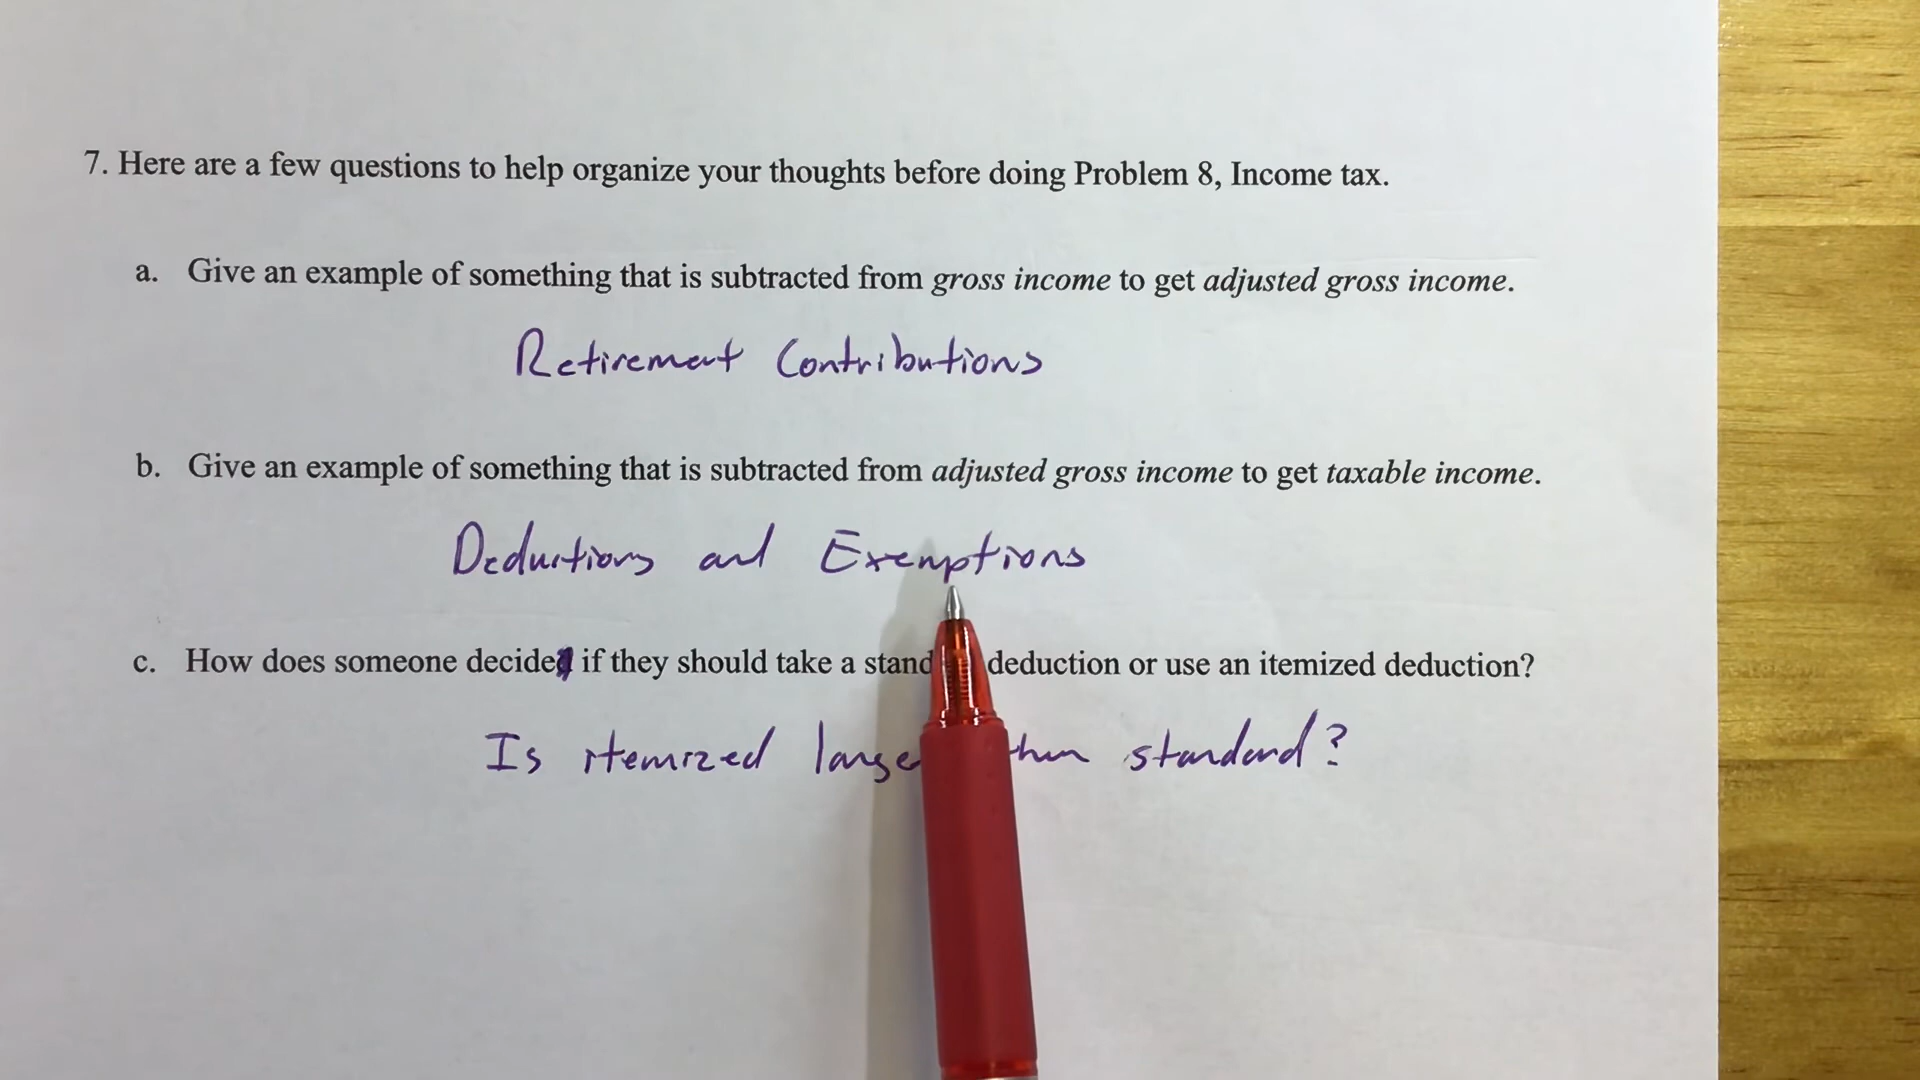 7. Here are a few questions to help organize your thoughts before doing Problem 8, Income tax.
a. Give an example of something that is subtracted from gross income to get adjusted gross income.
Retirement Contributions
b. Give an example of something that is subtracted from adjusted gross income to get taxable income.
Deductions and Exemptions
c. How does someone decide if they should take a stand deduction or use an itemized deduction?
Is itemized large than standard?